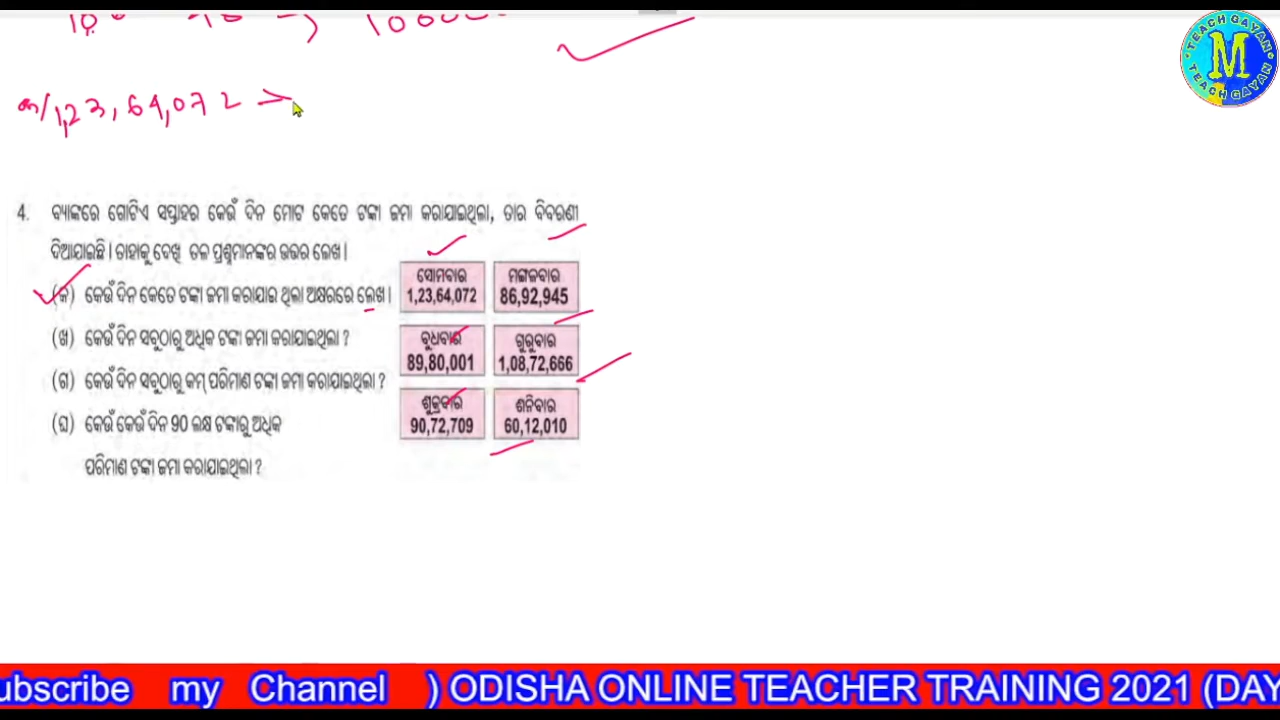 କ/ 1,23,64,072 →
TEACH GAYAN
M
TEACH GAYAN
4. ବ୍ୟାଙ୍କରେ ଗୋଟିଏ ସପ୍ତାହର କେଉଁ ଦିନ ମୋଟ କେତେ ଟଙ୍କା ଜମା କରାଯାଇଥିଲା, ତାର ବିବରଣୀ
ଦିଆଯାଇଛି । ତାହାକୁ ଦେଖି ତଳ ପ୍ରଶ୍ନମାନଙ୍କର ଉତ୍ତର ଲେଖ ।
(କ) କେଉଁ ଦିନ କେତେ ଟଙ୍କା ଜମା କରାଯାଇ ଥିଲା ଅକ୍ଷରରେ ଲେଖ ।
(ଖ) କେଉଁ ଦିନ ସବୁଠାରୁ ଅଧିକ ଟଙ୍କା ଜମା କରାଯାଇଥିଲା ?
(ଗ) କେଉଁ ଦିନ ସବୁଠାରୁ କମ୍ ପରିମାଣ ଟଙ୍କା ଜମା କରାଯାଇଥିଲା ?
(ଘ) କେଉଁ କେଉଁ ଦିନ 90 ଲକ୍ଷ ଟଙ୍କାରୁ ଅଧିକ
ପରିମାଣ ଟଙ୍କା ଜମା କରାଯାଇଥିଲା ?
ସୋମବାର ମଙ୍ଗଳବାର
1,23,64,072 86,92,945
ବୁଧବାର ଗୁରୁବାର
89,80,001 1,08,72,666
ଶୁକ୍ରବାର ଶନିବାର
90,72,709 60,12,010
ubscribe my Channel ) ODISHA ONLINE TEACHER TRAINING 2021 (DAY